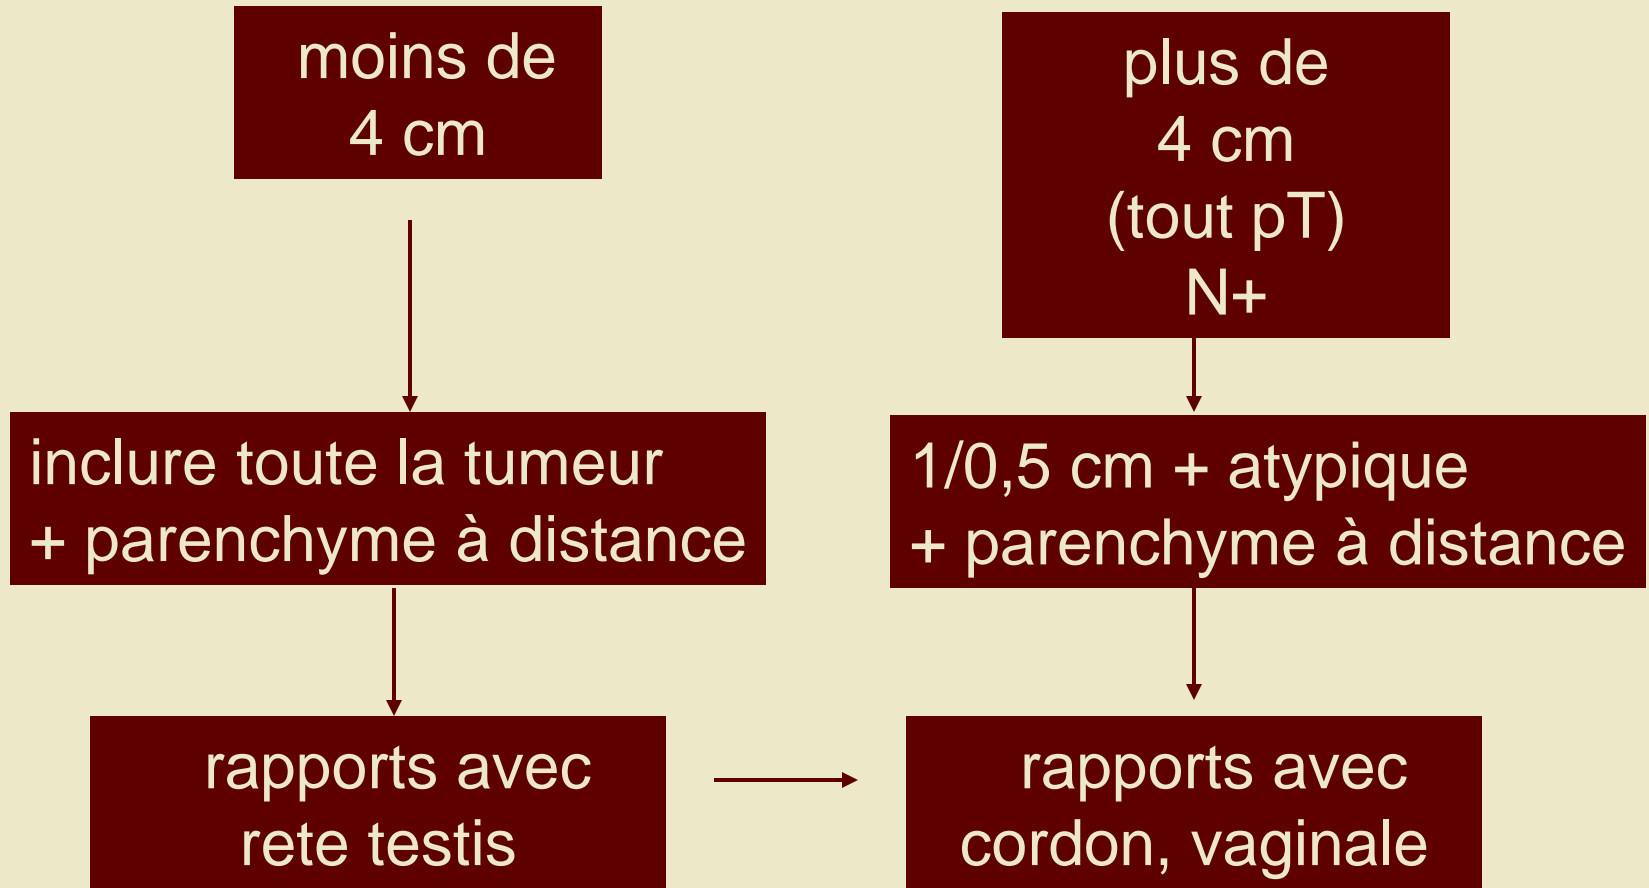 moins de
4 cm
plus de
4 cm
(tout pT)
N+
inclure toute la tumeur
+ parenchyme à distance
1/0,5 cm + atypique
+ parenchyme à distance
rapports avec
rete testis
rapports avec
cordon, vaginale